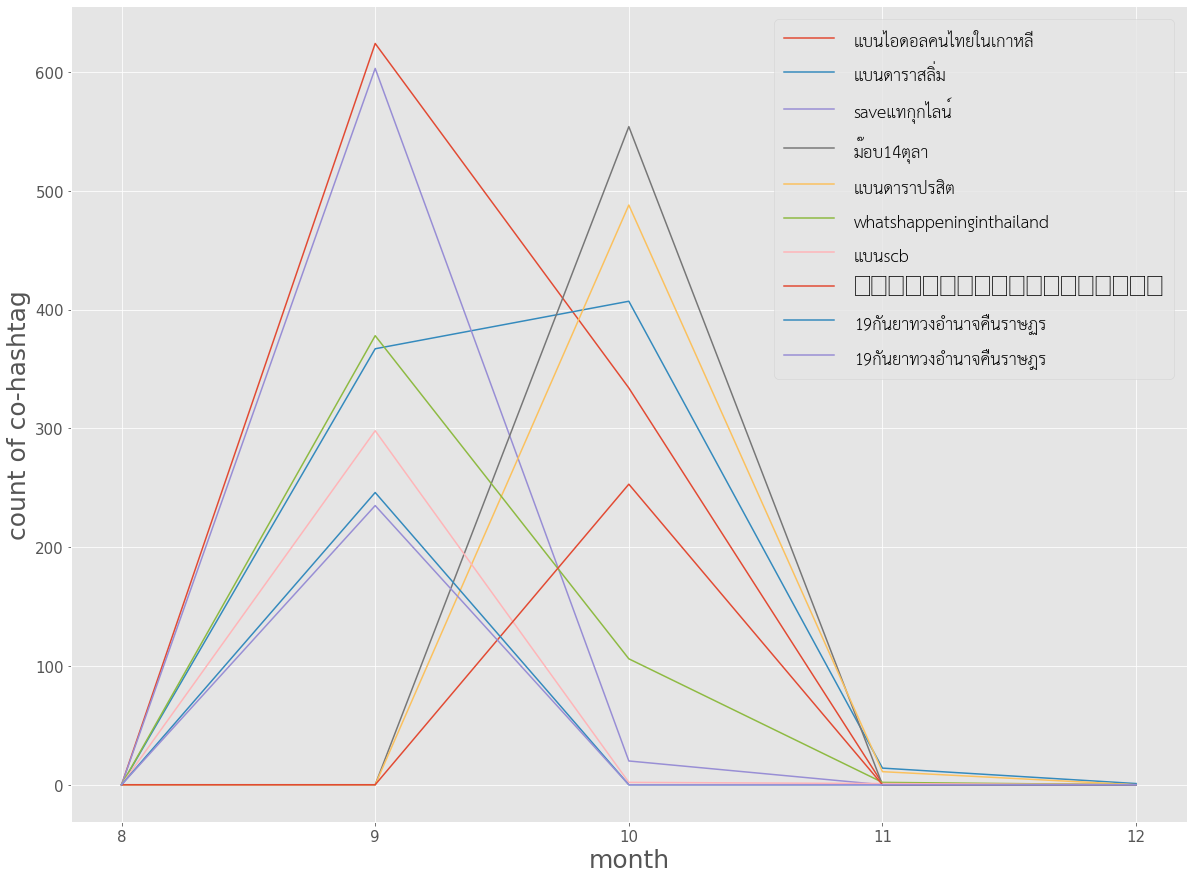 แบนไอดอลคนไทยในเกาหลี
แบนดาราสลิ่ม
saveแทกุกไลน์
ม๊อบ14ตุลา
แบนดาราปรสิต
whatshappeninginthailand
แบนscb
19กันยาทวงอํานาจคืนราษฏร
19กันยาทวงอํานาจคืนราษฎร
600
500
400
300
200
100
0
count of co-hashtag
8 9 10 11 12
month